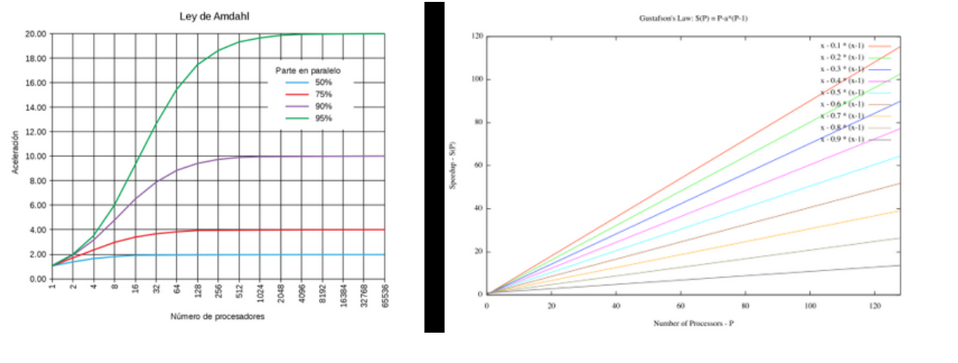 Ley de Amdahl
20.00
18.00
16.00
14.00
12.00
10.00
8.00
6.00
4.00
2.00
0.00
Aceleración
Parte en paralelo
50%
75%
90%
95%
1
2
4
8
16
32
64
128
256
512
1024
2048
4096
8192
16384
32768
65536
Número de procesadores
Gustafson's Law: S(P) = P-a*(P-1)
120
100
80
60
40
20
0
Speedup - S(P)
x - 0.1 * (x-1)
x - 0.2 * (x-1)
x - 0.3 * (x-1)
x - 0.4 * (x-1)
x - 0.5 * (x-1)
x - 0.6 * (x-1)
x - 0.7 * (x-1)
x - 0.8 * (x-1)
x - 0.9 * (x-1)
0
20
40
60
80
100
120
Number of Processors - P